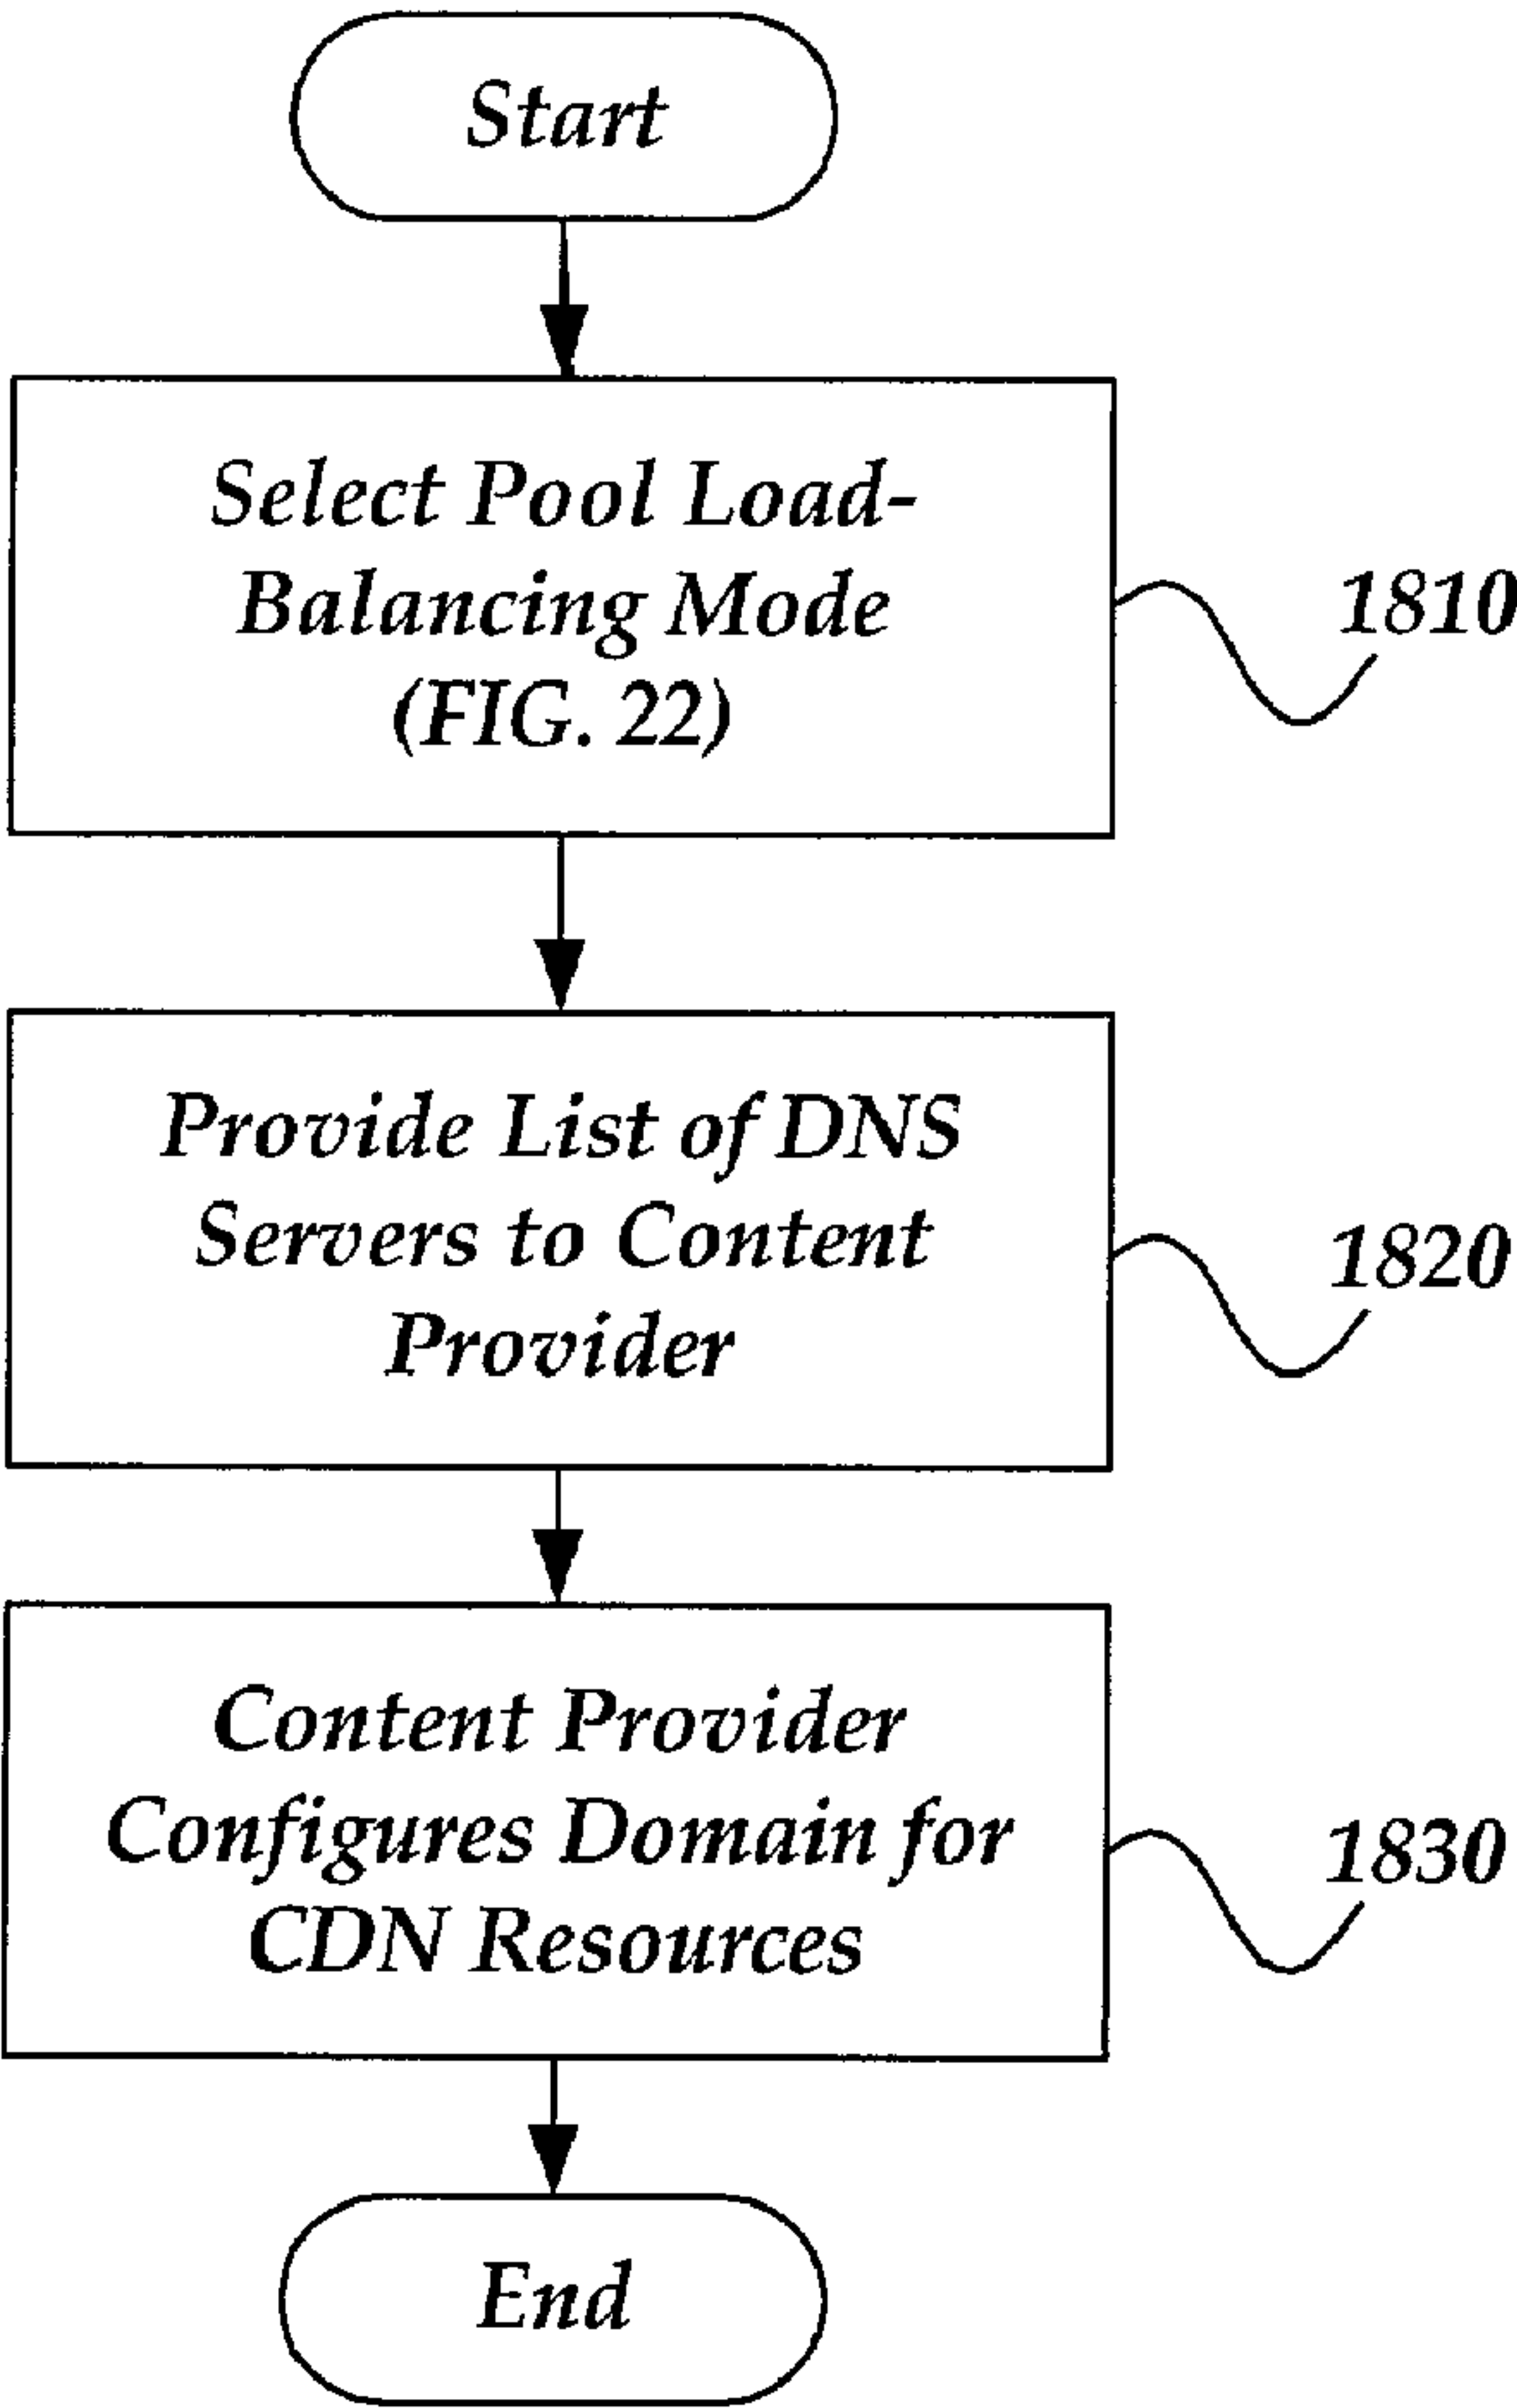 Start
Select Pool Load-
Balancing Mode
(FIG. 22)
1810
Provide List of DNS
Servers to Content
Provider
1820
Content Provider
Configures Domain for
CDN Resources
1830
End